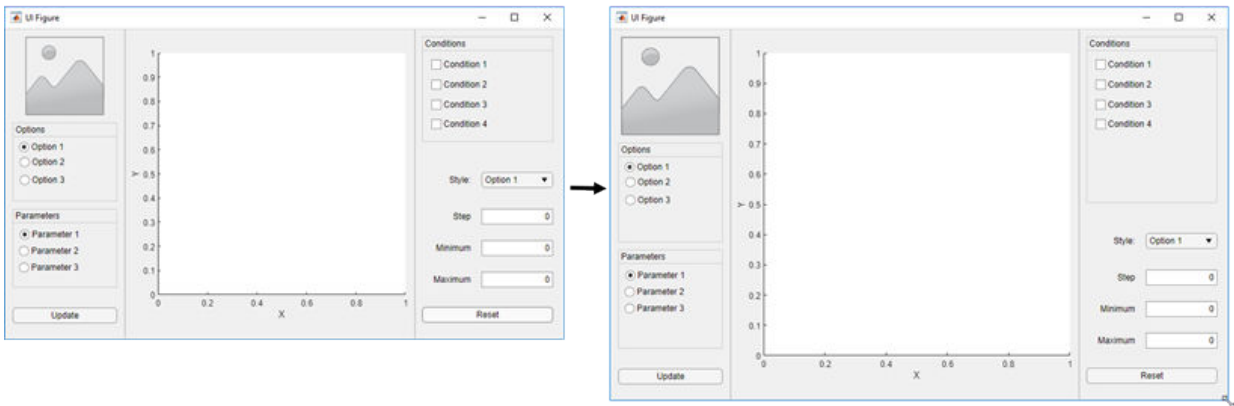 UI Figure
Options
Option 1
Option 2
Option 3
Parameters
Parameter 1
Parameter 2
Parameter 3
Update
1
0.9
0.8
0.7
0.6
0.5
0.4
0.3
0.2
0.1
0
Y
0 0.2 0.4 0.6 0.8 1
X
Conditions
Condition 1
Condition 2
Condition 3
Condition 4
Style: Option 1
Step 0
Minimum 0
Maximum 0
Reset
UI Figure
Options
Option 1
Option 2
Option 3
Parameters
Parameter 1
Parameter 2
Parameter 3
Update
1
0.9
0.8
0.7
0.6
0.5
0.4
0.3
0.2
0.1
0
Y
0 0.2 0.4 0.6 0.8 1
X
Conditions
Condition 1
Condition 2
Condition 3
Condition 4
Style: Option 1
Step 0
Minimum 0
Maximum 0
Reset